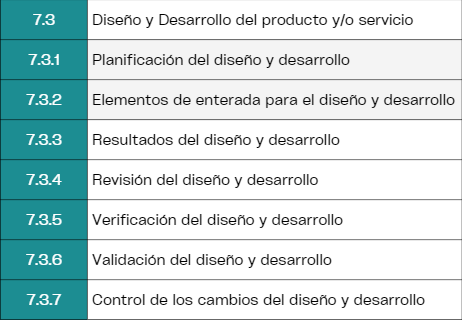 7.3 Diseño y Desarrollo del producto y/o servicio
7.3.1 Planificación del diseño y desarrollo
7.3.2 Elementos de enterada para el diseño y desarrollo
7.3.3 Resultados del diseño y desarrollo
7.3.4 Revisión del diseño y desarrollo
7.3.5 Verificación del diseño y desarrollo
7.3.6 Validación del diseño y desarrollo
7.3.7 Control de los cambios del diseño y desarrollo